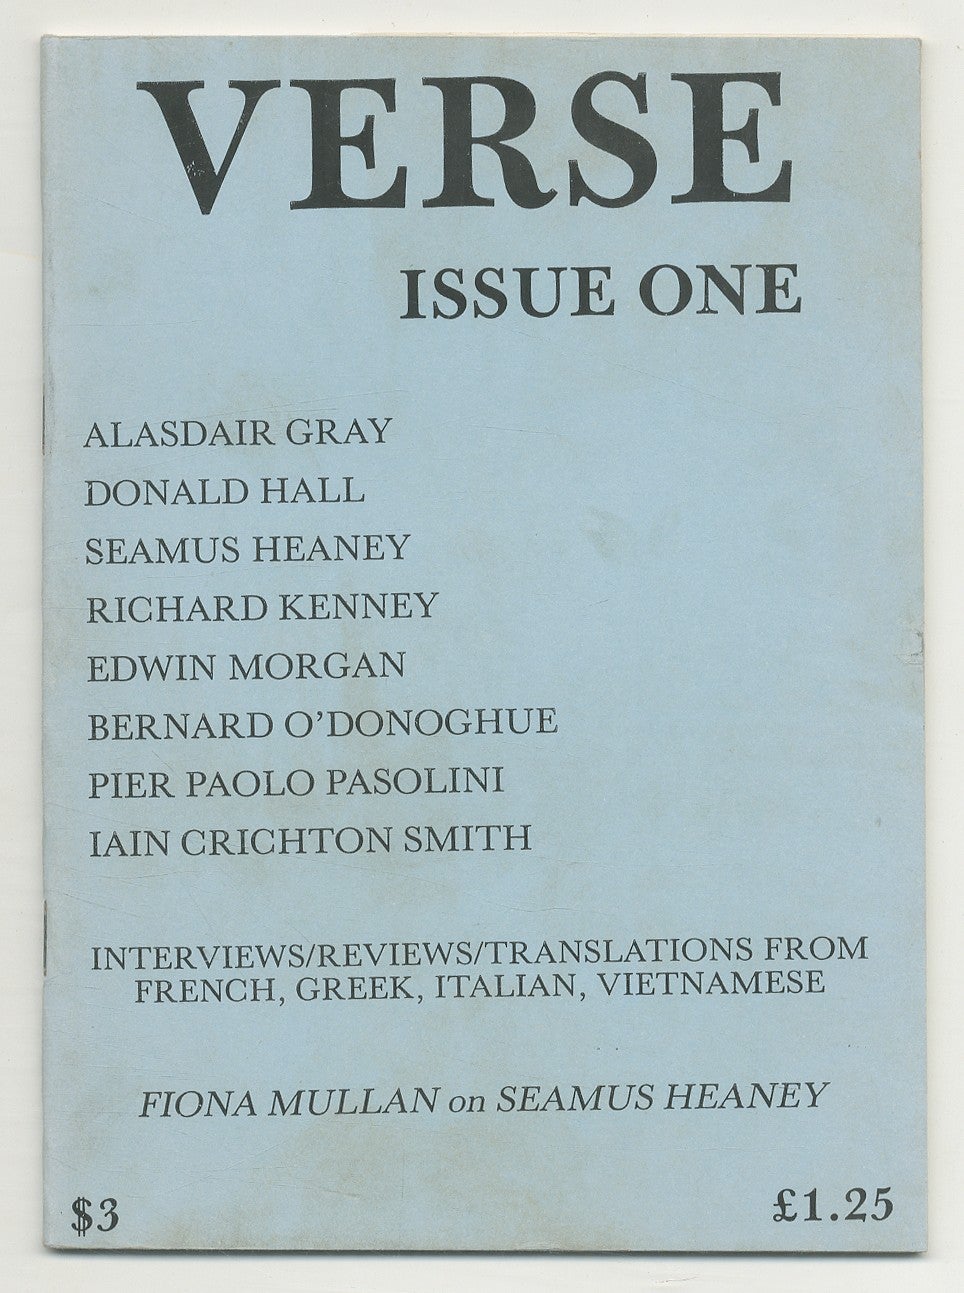 VERSE
ISSUE ONE
ALASDAIR GRAY
DONALD HALL
SEAMUS HEANEY
RICHARD KENNEY
EDWIN MORGAN
BERNARD O’DONOGHUE
PIER PAOLO PASOLINI
IAIN CRICHTON SMITH
INTERVIEWS/REVIEWS/TRANSLATIONS FROM
FRENCH, GREEK, ITALIAN, VIETNAMESE
FIONA MULLAN on SEAMUS HEANEY
$3
£1.25